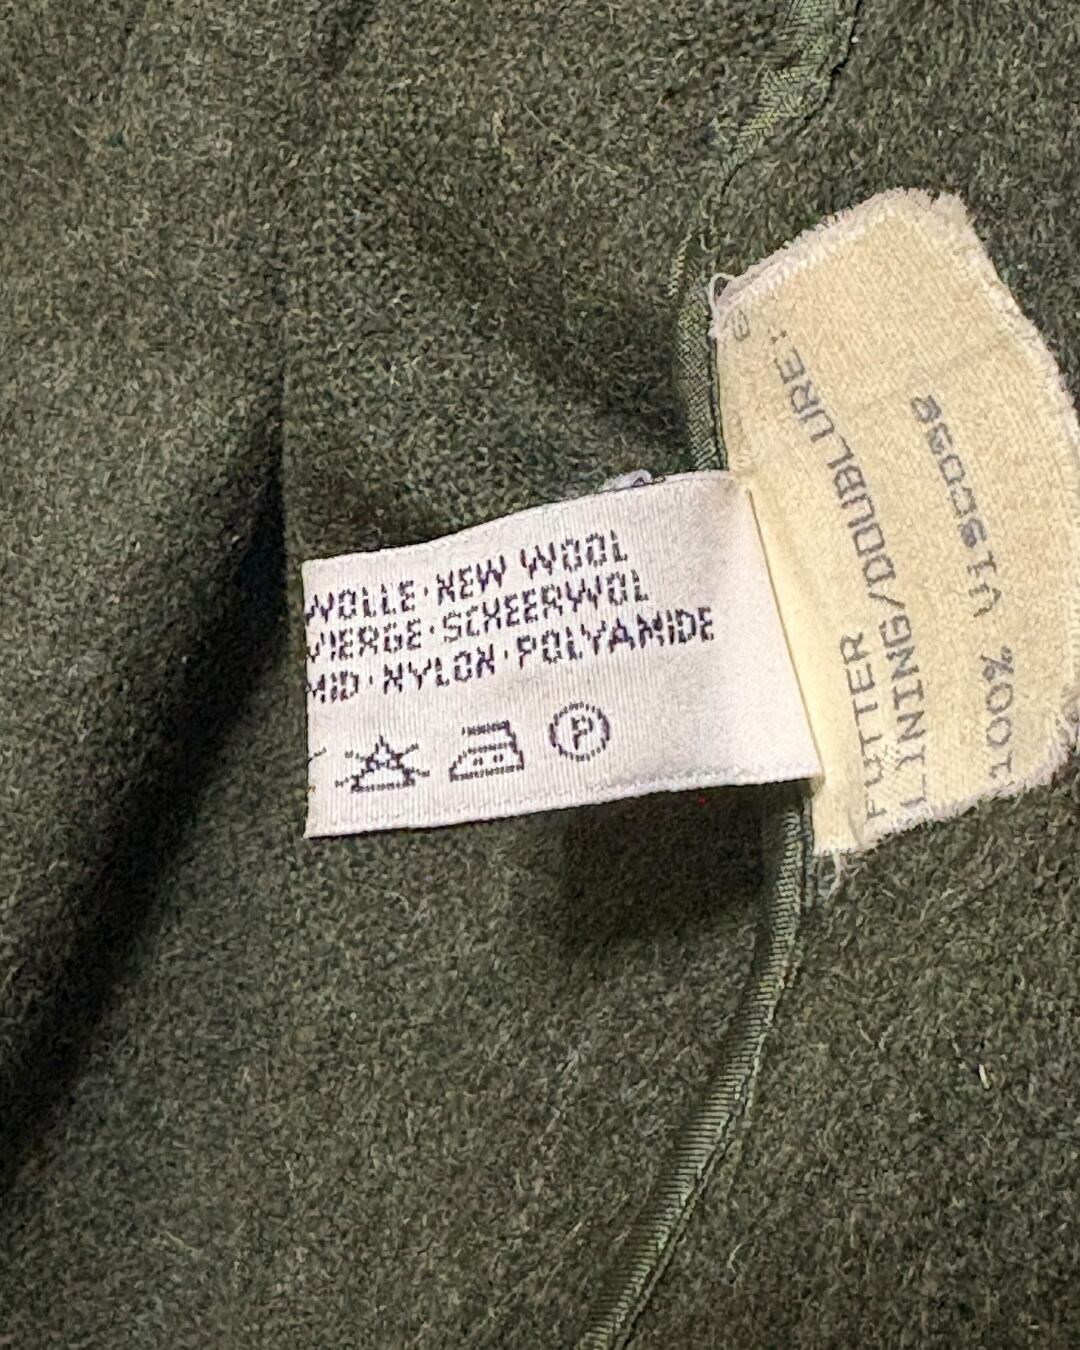 WOLLE·NEW WOOL
VIERGE·SCHEERWOL
MID·NYLON·POLYAMIDE
P
FUTTER
LINING/DOUBLURE:
100% Viscose